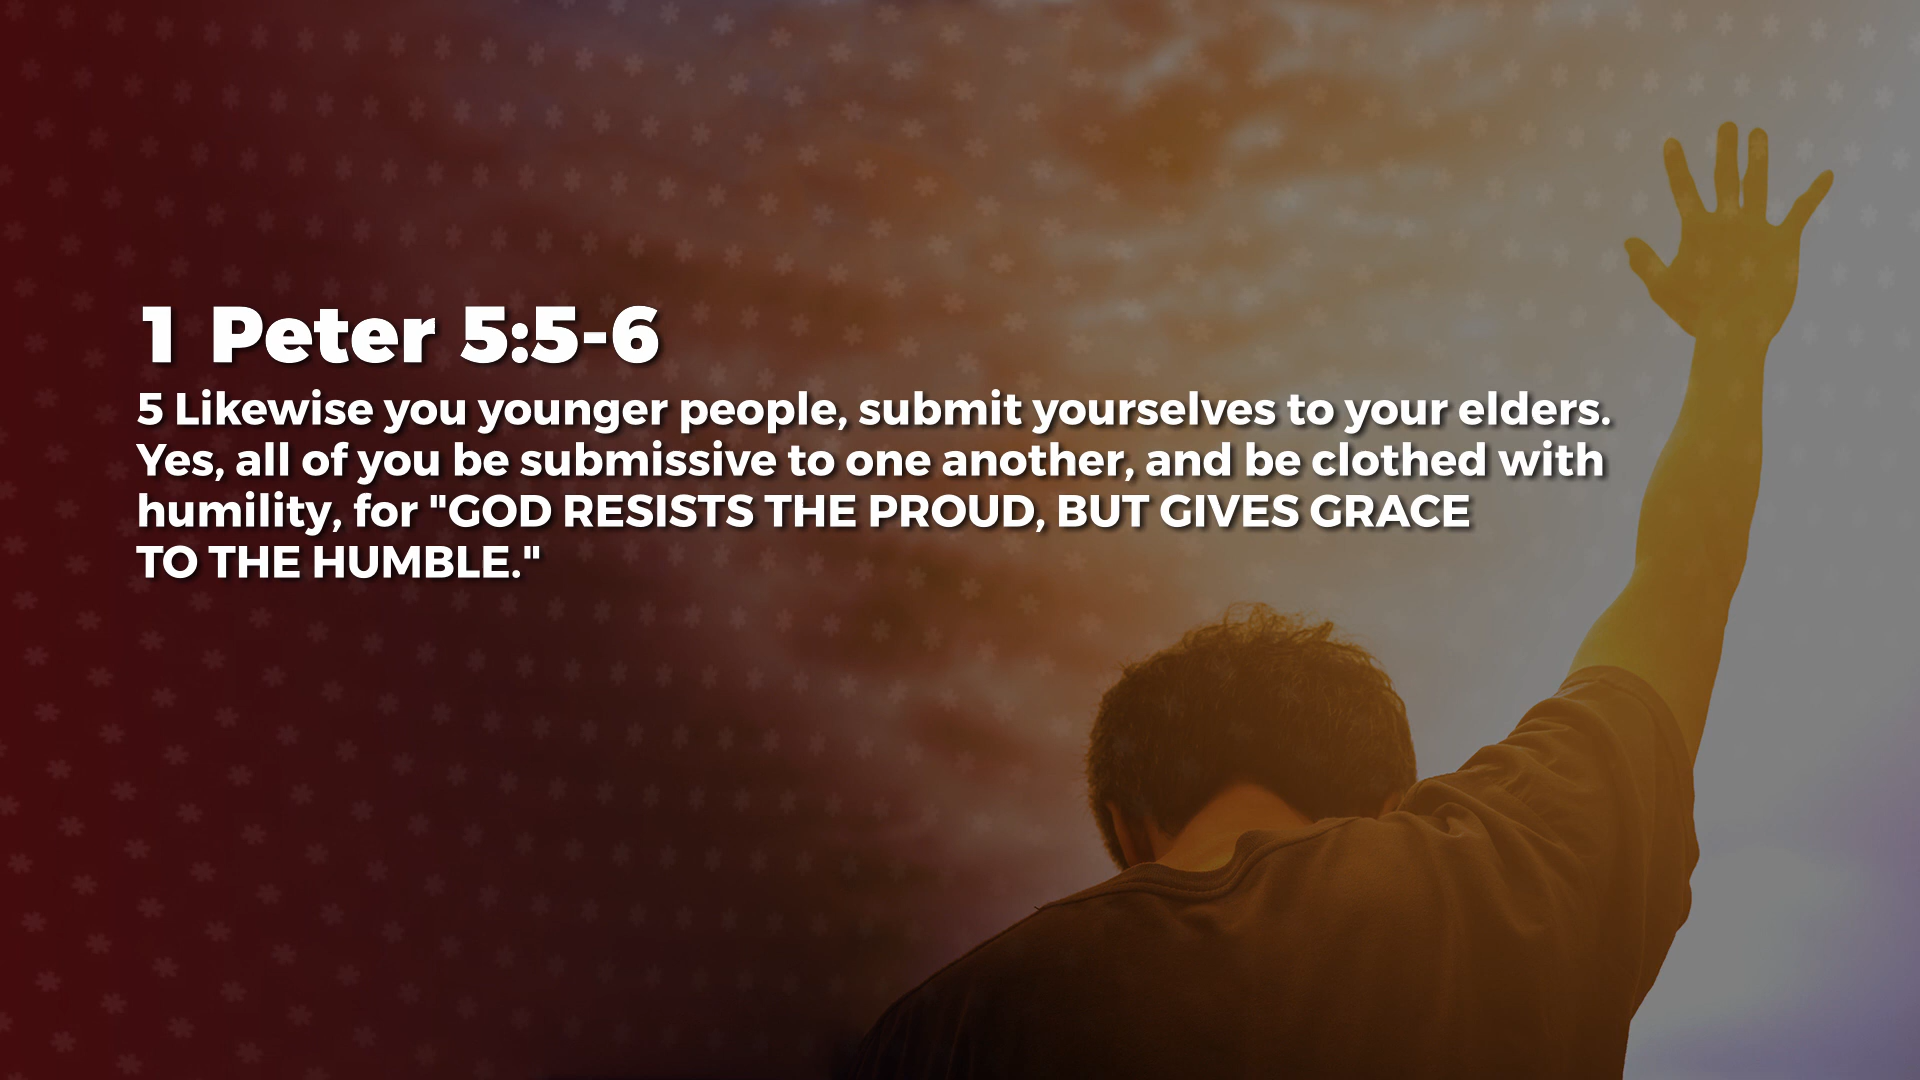 1 Peter 5:5-6
5 Likewise you younger people, submit yourselves to your elders.
Yes, all of you be submissive to one another, and be clothed with
humility, for "GOD RESISTS THE PROUD, BUT GIVES GRACE
TO THE HUMBLE."